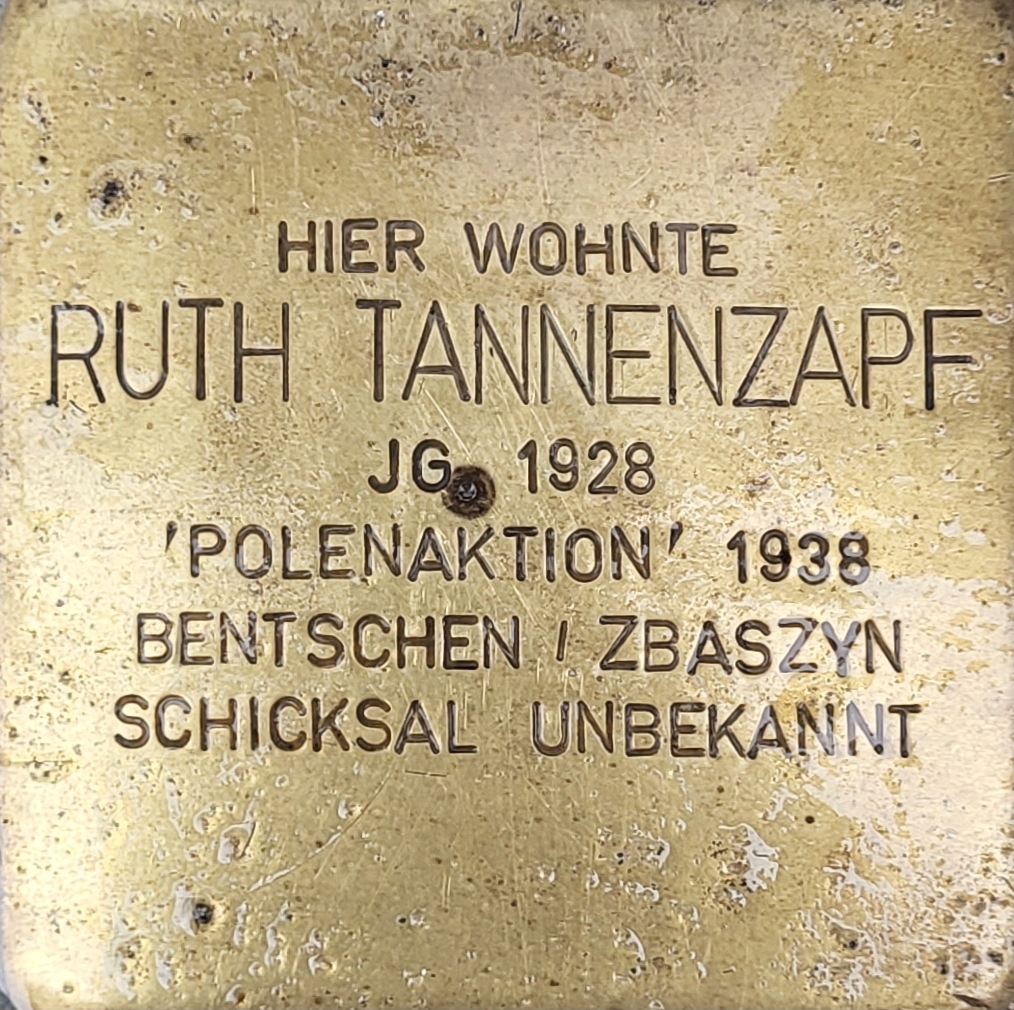 HIER WOHNTE
RUTH TANNENZAPF
JG. 1928
'POLENAKTION' 1938
BENTSCHEN / ZBASZYN
SCHICKSAL UNBEKANNT